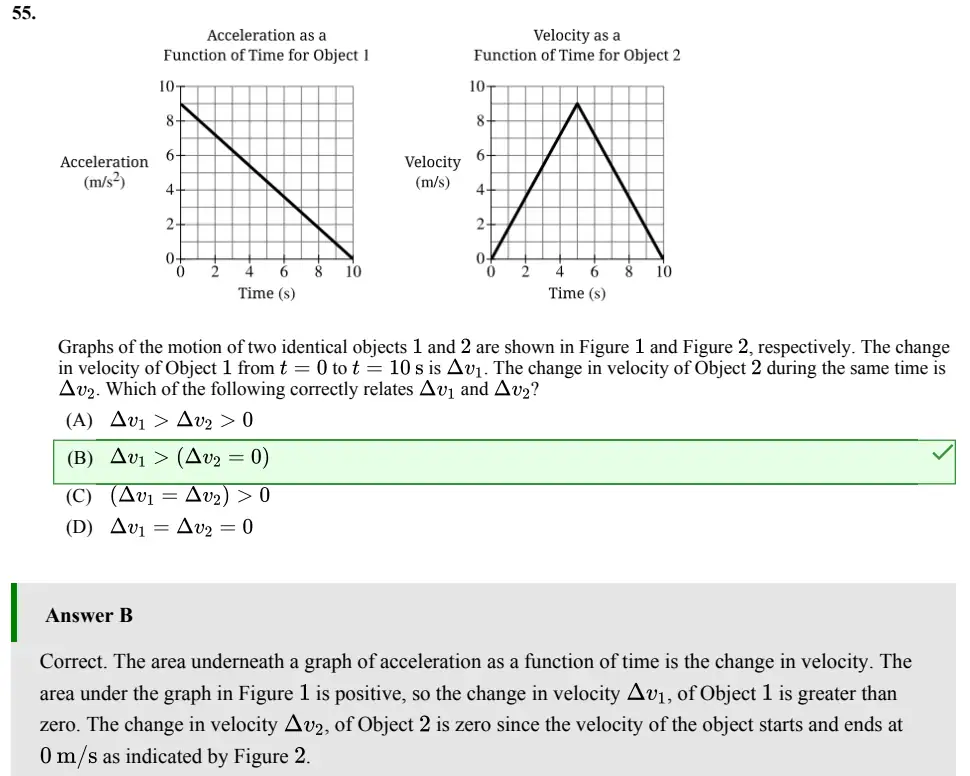 55.
Acceleration as a
Function of Time for Object 1
10
8
6
4
2
0
Acceleration
(m/s²)
0 2 4 6 8 10
Time (s)
Velocity as a
Function of Time for Object 2
10
8
6
4
2
0
Velocity
(m/s)
0 2 4 6 8 10
Time (s)
Graphs of the motion of two identical objects 1 and 2 are shown in Figure 1 and Figure 2, respectively. The change
in velocity of Object 1 from t = 0 to t = 10 s is Δv₁. The change in velocity of Object 2 during the same time is
Δv₂. Which of the following correctly relates Δv₁ and Δv₂?
(A) Δv₁ > Δv₂ > 0
(B) Δv₁ > (Δv₂ = 0)
(C) (Δv₁ = Δv₂) > 0
(D) Δv₁ = Δv₂ = 0
Answer B
Correct. The area underneath a graph of acceleration as a function of time is the change in velocity. The
area under the graph in Figure 1 is positive, so the change in velocity Δv₁, of Object 1 is greater than
zero. The change in velocity Δv₂, of Object 2 is zero since the velocity of the object starts and ends at
0 m/s as indicated by Figure 2.